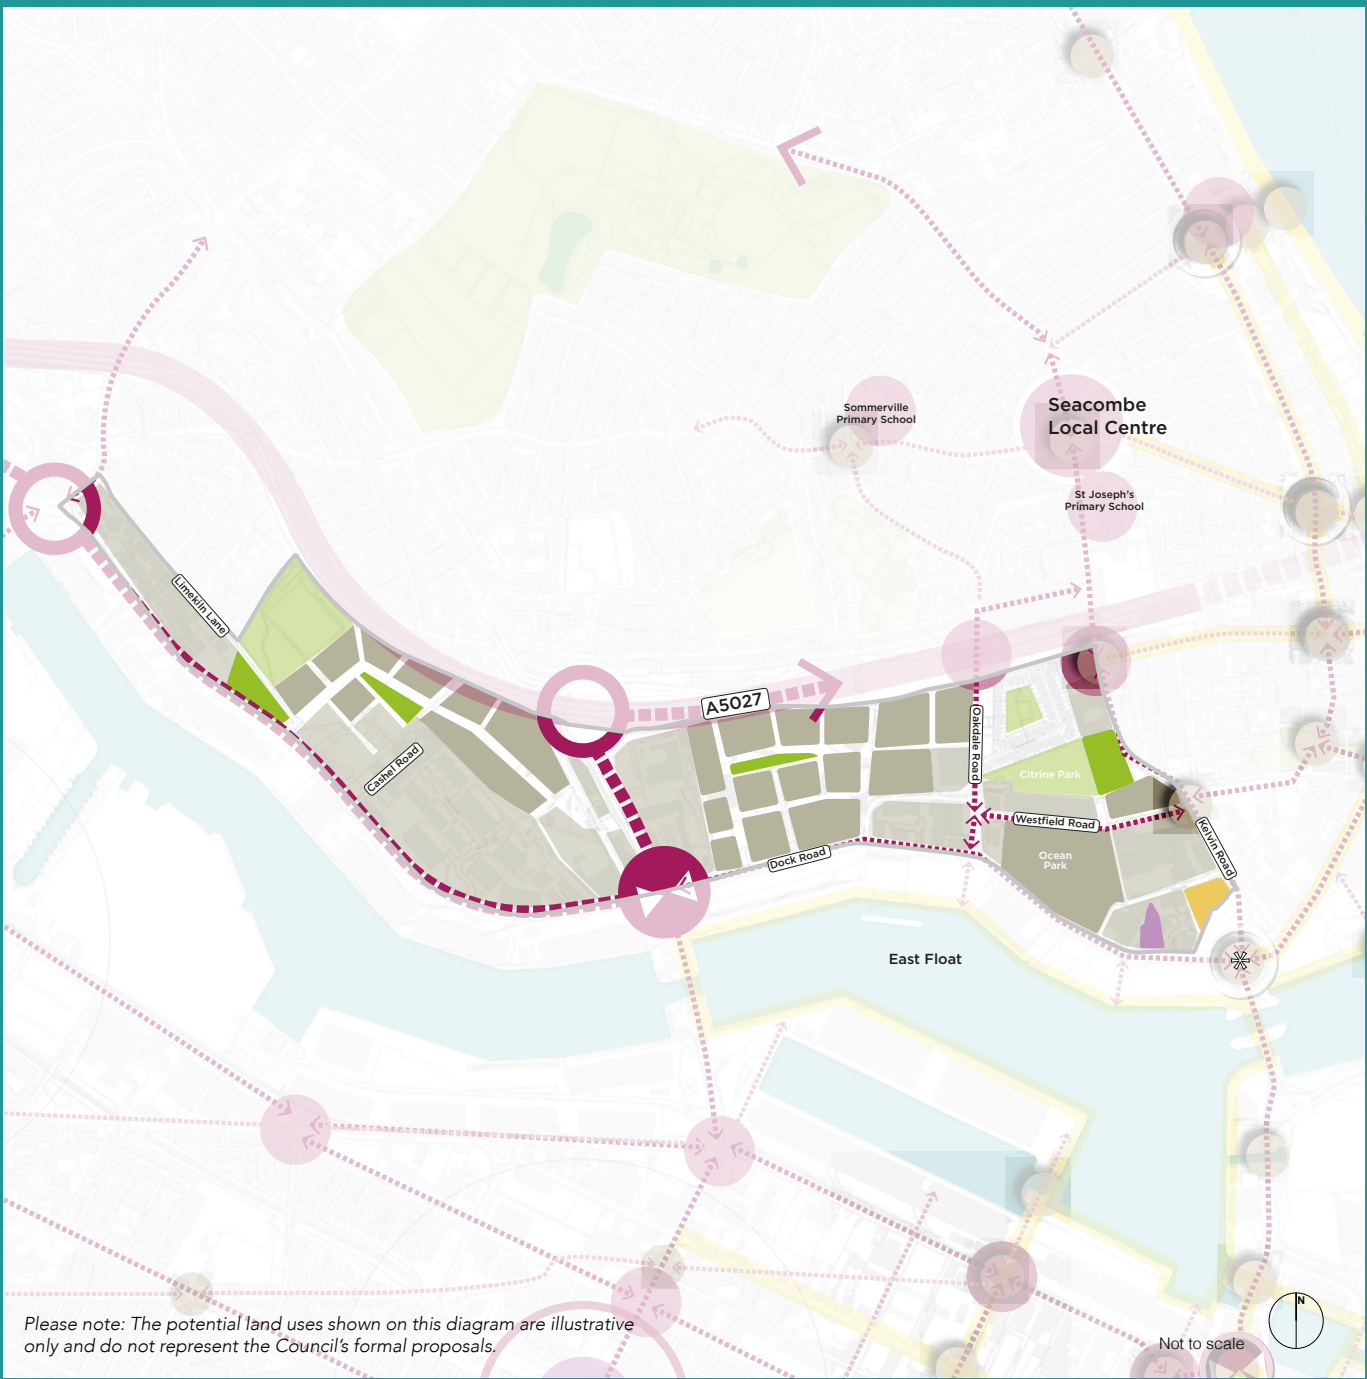 Sommerville
Primary School
Seacombe
Local Centre
St Joseph's
Primary School
Limekiln Lane
A5027
Oakdale Road
Cashel Road
Citrine Park
Westfield Road
Kelvin Road
Dock Road
Ocean
Park
East Float
N
Please note: The potential land uses shown on this diagram are illustrative
only and do not represent the Council's formal proposals.
Not to scale